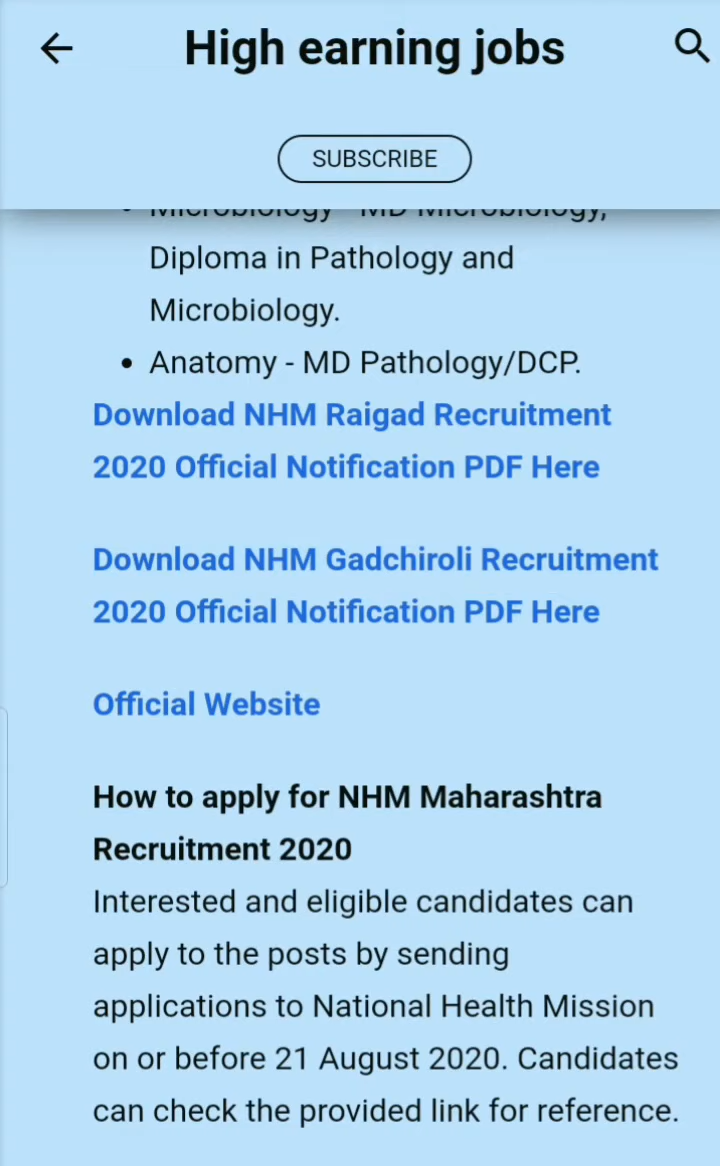 High earning jobs
SUBSCRIBE
Microbiology - MD Microbiology,
Diploma in Pathology and
Microbiology.
• Anatomy - MD Pathology/DCP.
Download NHM Raigad Recruitment
2020 Official Notification PDF Here
Download NHM Gadchiroli Recruitment
2020 Official Notification PDF Here
Official Website
How to apply for NHM Maharashtra
Recruitment 2020
Interested and eligible candidates can
apply to the posts by sending
applications to National Health Mission
on or before 21 August 2020. Candidates
can check the provided link for reference.